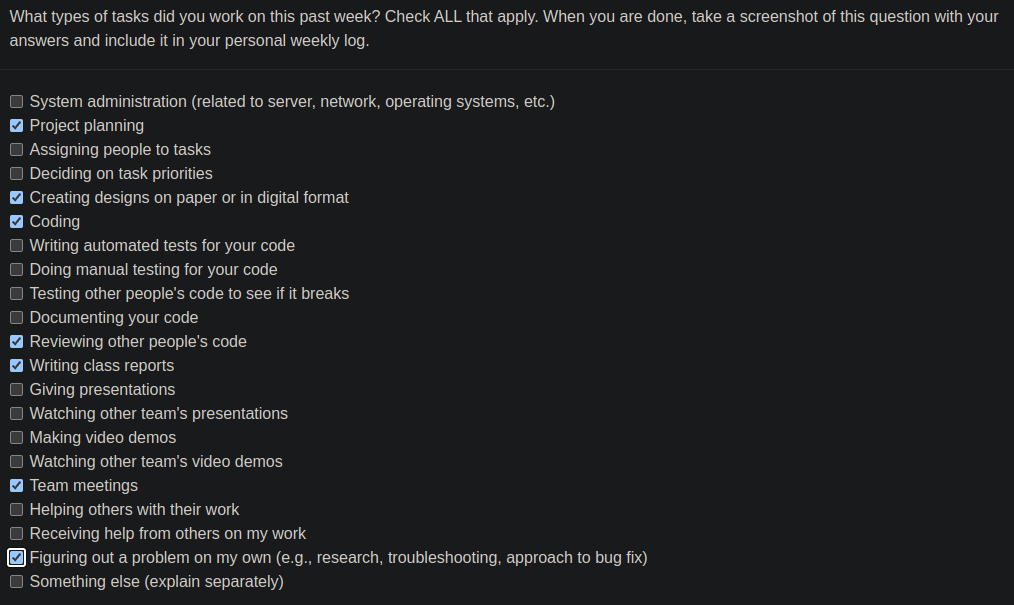 What types of tasks did you work on this past week? Check ALL that apply. When you are done, take a screenshot of this question with your
answers and include it in your personal weekly log.
System administration (related to server, network, operating systems, etc.)
Project planning
Assigning people to tasks
Deciding on task priorities
Creating designs on paper or in digital format
Coding
Writing automated tests for your code
Doing manual testing for your code
Testing other people's code to see if it breaks
Documenting your code
Reviewing other people's code
Writing class reports
Giving presentations
Watching other team's presentations
Making video demos
Watching other team's video demos
Team meetings
Helping others with their work
Receiving help from others on my work
Figuring out a problem on my own (e.g., research, troubleshooting, approach to bug fix)
Something else (explain separately)